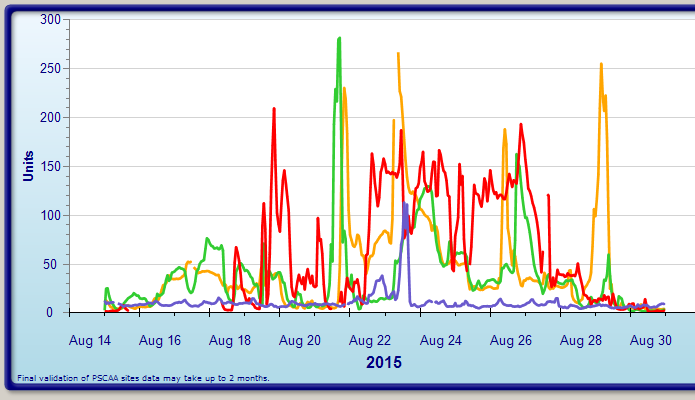 300
250
200
150
100
50
0
Units
Aug 14 Aug 16 Aug 18 Aug 20 Aug 22 Aug 24 Aug 26 Aug 28 Aug 30
2015
Final validation of PSCAA sites data may take up to 2 months.